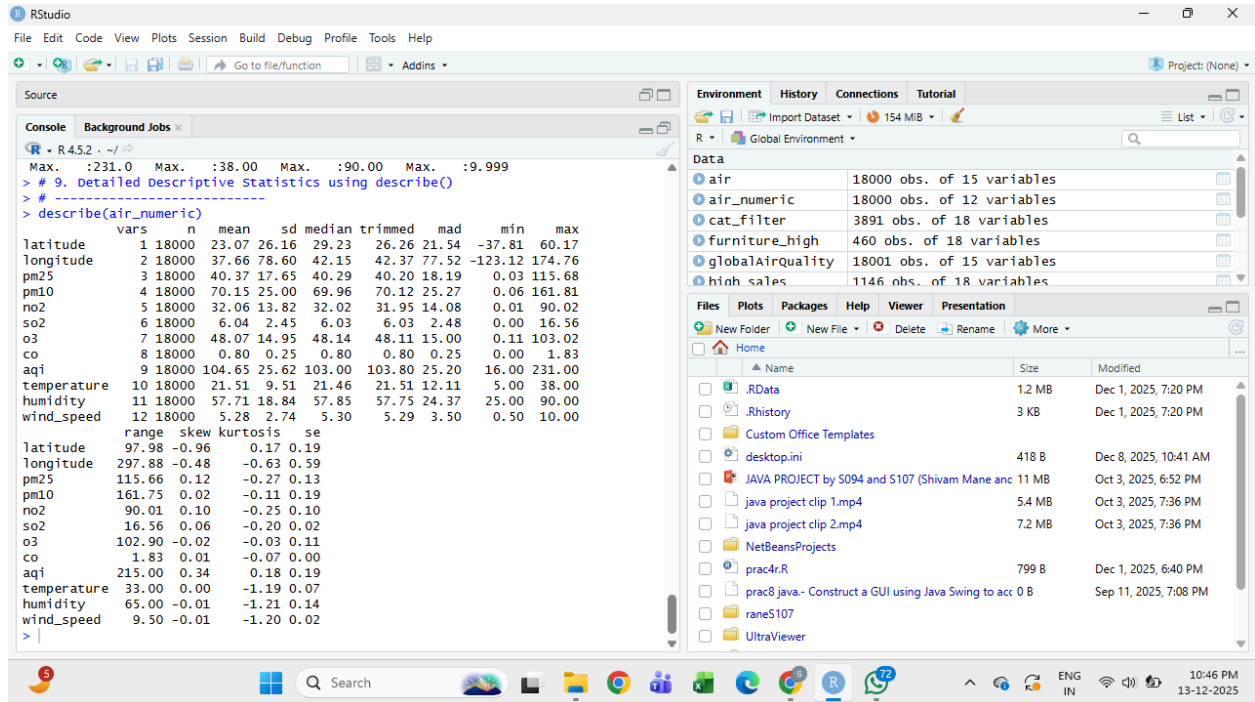 RStudio
File Edit Code View Plots Session Build Debug Profile Tools Help
Go to file/function Addins Project: (None)
Source
Console Background Jobs
R 4.5.2 . ~/
Max. :231.0 Max. :38.00 Max. :90.00 Max. :9.999
> # 9. Detailed Descriptive Statistics using describe()
> # ---------------------------
> describe(air_numeric)
vars n mean sd median trimmed mad min max
latitude 1 18000 23.07 26.16 29.23 26.26 21.54 -37.81 60.17
longitude 2 18000 37.66 78.60 42.15 42.37 77.52 -123.12 174.76
pm25 3 18000 40.37 17.65 40.29 40.20 18.19 0.03 115.68
pm10 4 18000 70.15 25.00 69.96 70.12 25.27 0.06 161.81
no2 5 18000 32.06 13.82 32.02 31.95 14.08 0.01 90.02
so2 6 18000 6.04 2.45 6.03 6.03 2.48 0.00 16.56
o3 7 18000 48.07 14.95 48.14 48.11 15.00 0.11 103.02
co 8 18000 0.80 0.25 0.80 0.80 0.25 0.00 1.83
aqi 9 18000 104.65 25.62 103.00 103.80 25.20 16.00 231.00
temperature 10 18000 21.51 9.51 21.46 21.51 12.11 5.00 38.00
humidity 11 18000 57.71 18.84 57.85 57.75 24.37 25.00 90.00
wind_speed 12 18000 5.28 2.74 5.30 5.29 3.50 0.50 10.00
range skew kurtosis se
latitude 97.98 -0.96 0.17 0.19
longitude 297.88 -0.48 -0.63 0.59
pm25 115.66 0.12 -0.27 0.13
pm10 161.75 0.02 -0.11 0.19
no2 90.01 0.10 -0.25 0.10
so2 16.56 0.06 -0.20 0.02
o3 102.90 -0.02 -0.03 0.11
co 1.83 0.01 -0.07 0.00
aqi 215.00 0.34 0.18 0.19
temperature 33.00 0.00 -1.19 0.07
humidity 65.00 -0.01 -1.21 0.14
wind_speed 9.50 -0.01 -1.20 0.02
>
Environment History Connections Tutorial
Import Dataset 154 MiB List
R Global Environment
Data
air 18000 obs. of 15 variables
air_numeric 18000 obs. of 12 variables
cat_filter 3891 obs. of 18 variables
furniture_high 460 obs. of 18 variables
globalAirQuality 18001 obs. of 15 variables
high sales 1146 obs. of 18 variables
Files Plots Packages Help Viewer Presentation
New Folder New File Delete Rename More
Home ...
Name Size Modified
.RData 1.2 MB Dec 1, 2025, 7:20 PM
.Rhistory 3 KB Dec 1, 2025, 7:20 PM
Custom Office Templates
desktop.ini 418 B Dec 8, 2025, 10:41 AM
JAVA PROJECT by S094 and S107 (Shivam Mane anc 11 MB Oct 3, 2025, 6:52 PM
java project clip 1.mp4 5.4 MB Oct 3, 2025, 7:36 PM
java project clip 2.mp4 7.2 MB Oct 3, 2025, 7:36 PM
NetBeansProjects
prac4r.R 799 B Dec 1, 2025, 6:40 PM
prac8 java.- Construct a GUI using Java Swing to acc 0 B Sep 11, 2025, 7:08 PM
raneS107
UltraViewer
5 Search 72 ENG 10:46 PM
IN 13-12-2025